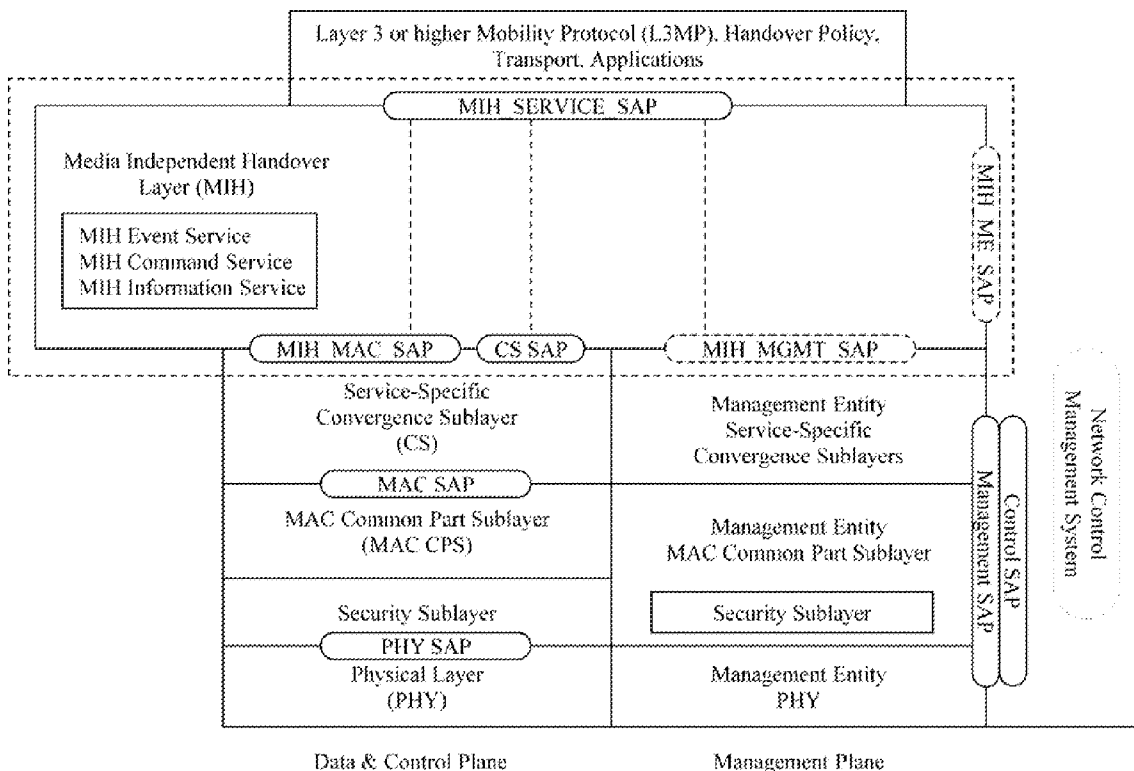 Layer 3 or higher Mobility Protocol (L3MP), Handover Policy,
Transport, Applications
MIH_SERVICE_SAP
Media Independent Handover
Layer (MIH)
MIH Event Service
MIH Command Service
MIH Information Service
MIH_ME_SAP
MIH_MAC_SAP
CS SAP
MIH_MGMT_SAP
Service-Specific
Convergence Sublayer
(CS)
Management Entity
Service-Specific
Convergence Sublayers
MAC SAP
MAC Common Part Sublayer
(MAC CPS)
Management Entity
MAC Common Part Sublayer
Security Sublayer
Security Sublayer
PHY SAP
Physical Layer
(PHY)
Management Entity
PHY
Management SAP
Control SAP
Network Control
Management System
Data & Control Plane
Management Plane